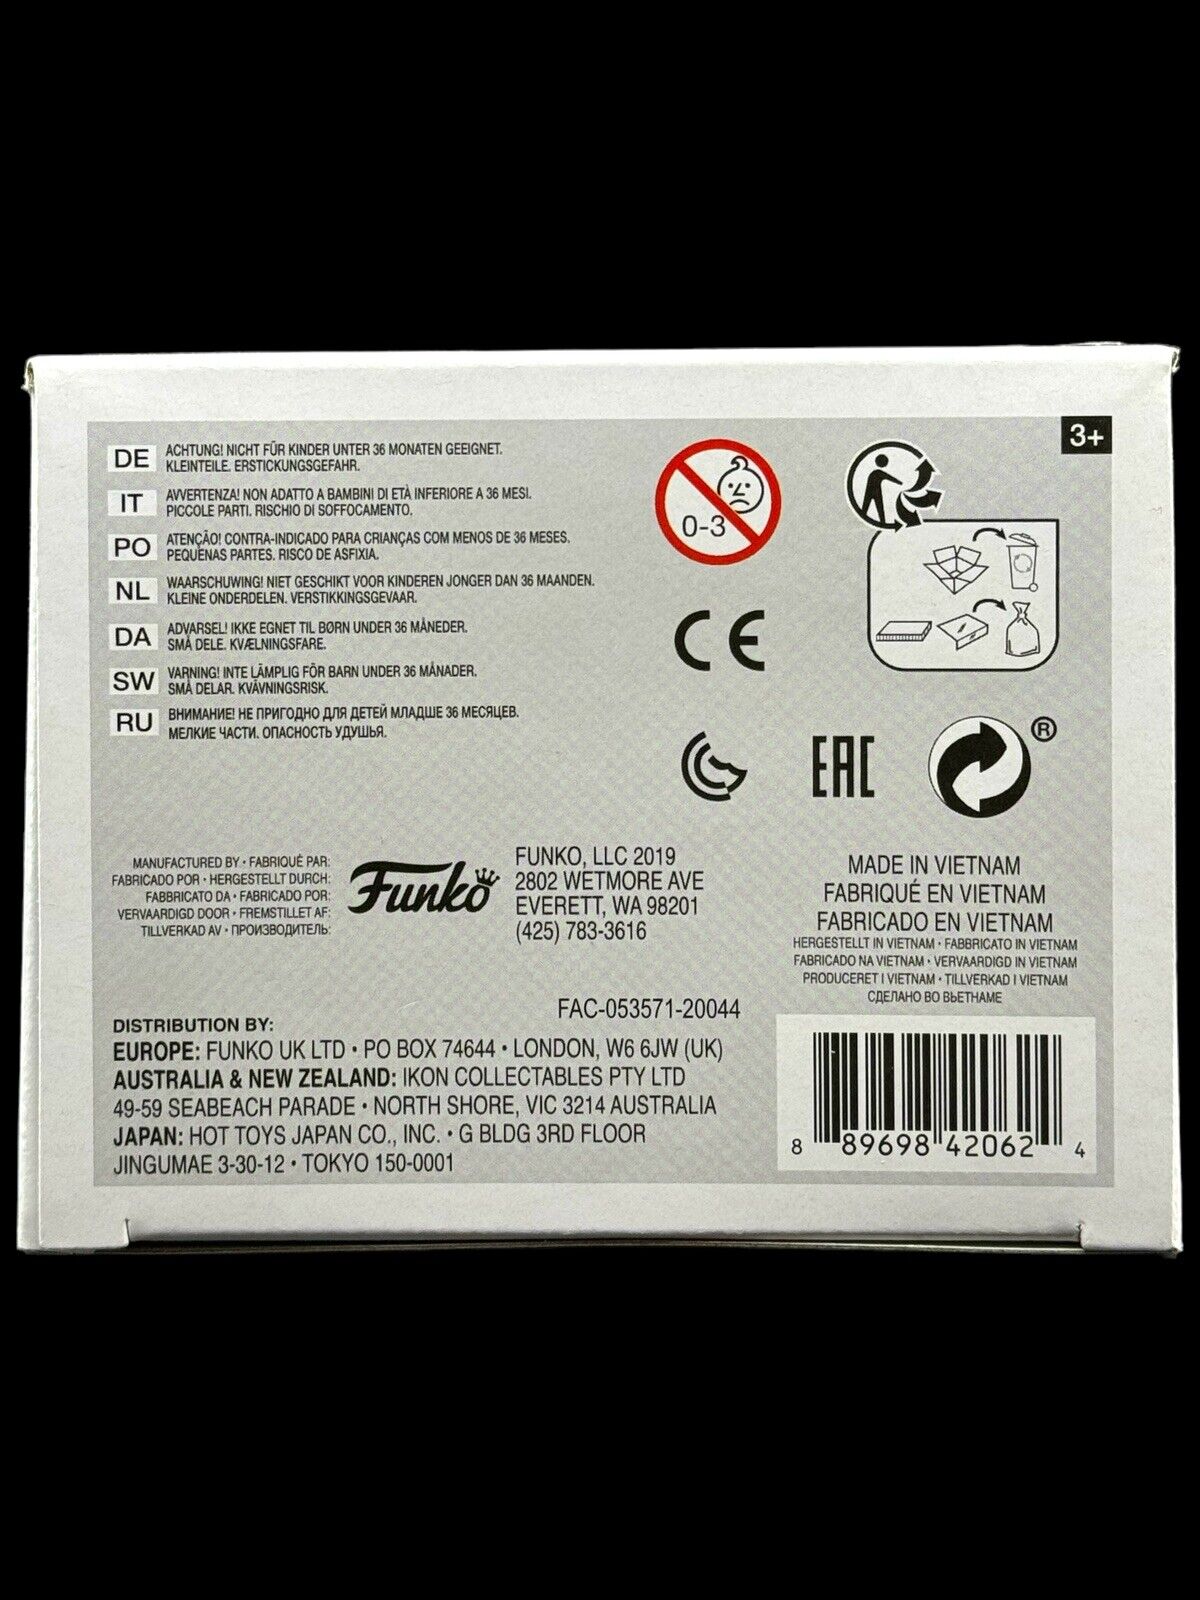 3+
DE ACHTUNG! NICHT FÜR KINDER UNTER 36 MONATEN GEEIGNET.
KLEINTEILE. ERSTICKUNGSGEFAHR.
IT AVVERTENZA! NON ADATTO A BAMBINI DI ETÀ INFERIORE A 36 MESI.
PICCOLE PARTI. RISCHIO DI SOFFOCAMENTO.
PO ATENÇÃO! CONTRA-INDICADO PARA CRIANÇAS COM MENOS DE 36 MESES.
PEQUENAS PARTES. RISCO DE ASFIXIA.
NL WAARSCHUWING! NIET GESCHIKT VOOR KINDEREN JONGER DAN 36 MAANDEN.
KLEINE ONDERDELEN. VERSTIKKINGSGEVAAR.
DA ADVARSEL! IKKE EGNET TIL BØRN UNDER 36 MÅNEDER.
SMÅ DELE. KVÆLNINGSFARE.
SW VARNING! INTE LÄMPLIG FÖR BARN UNDER 36 MÅNADER.
SMÅ DELAR. KVÄVNINGSRISK.
RU ВНИМАНИЕ! НЕ ПРИГОДНО ДЛЯ ДЕТЕЙ МЛАДШЕ 36 МЕСЯЦЕВ.
МЕЛКИЕ ЧАСТИ. ОПАСНОСТЬ УДУШЬЯ.
0-3
CE
EAC
®
MANUFACTURED BY • FABRIQUÉ PAR:
FABRICADO POR • HERGESTELLT DURCH:
FABBRICATO DA • FABRICADO POR:
VERVAARDIGD DOOR • FREMSTILLET AF:
TILLVERKAD AV • ПРОИЗВОДИТЕЛЬ:
Funko
FUNKO, LLC 2019
2802 WETMORE AVE
EVERETT, WA 98201
(425) 783-3616
MADE IN VIETNAM
FABRIQUÉ EN VIETNAM
FABRICADO EN VIETNAM
HERGESTELLT IN VIETNAM • FABBRICATO IN VIETNAM
FABRICADO NA VIETNAM • VERVAARDIGD IN VIETNAM
PRODUCERET I VIETNAM • TILLVERKAD I VIETNAM
СДЕЛАНО ВО ВЬЕТНАМЕ
FAC-053571-20044
DISTRIBUTION BY:
EUROPE: FUNKO UK LTD • PO BOX 74644 • LONDON, W6 6JW (UK)
AUSTRALIA & NEW ZEALAND: IKON COLLECTABLES PTY LTD
49-59 SEABEACH PARADE • NORTH SHORE, VIC 3214 AUSTRALIA
JAPAN: HOT TOYS JAPAN CO., INC. • G BLDG 3RD FLOOR
JINGUMAE 3-30-12 • TOKYO 150-0001
8 89698 42062 4